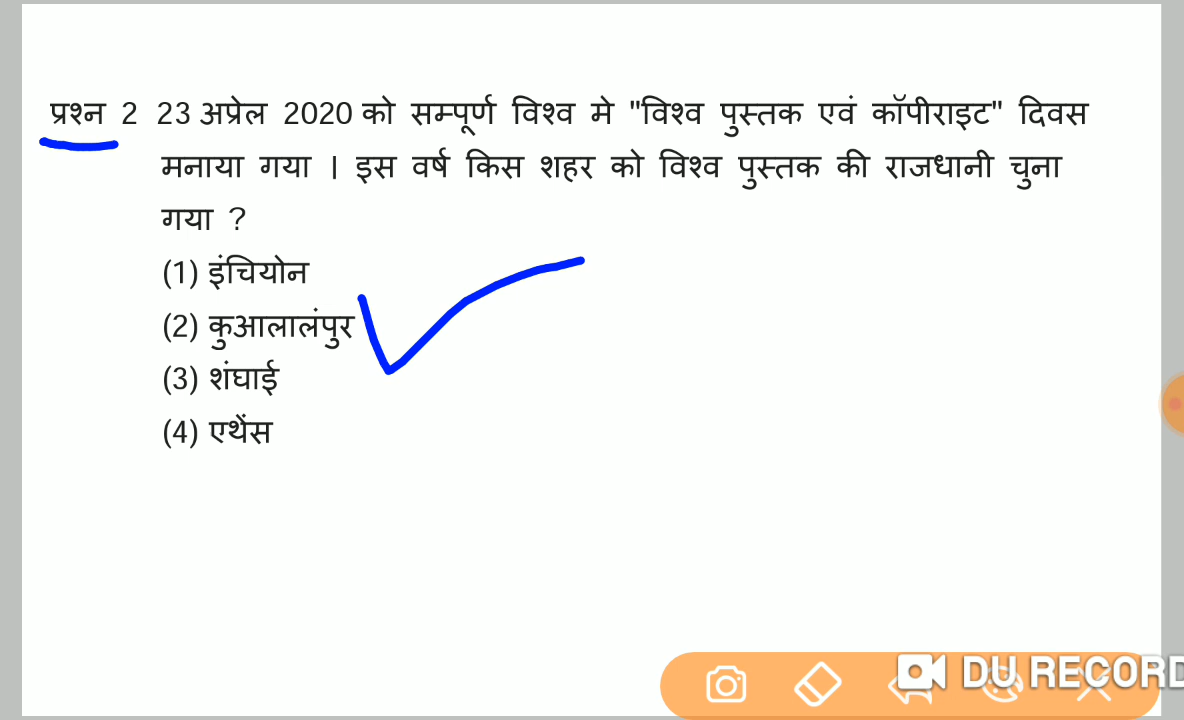 प्रश्न 2 23 अप्रेल 2020 को सम्पूर्ण विश्व मे "विश्व पुस्तक एवं कॉपीराइट" दिवस
मनाया गया | इस वर्ष किस शहर को विश्व पुस्तक की राजधानी चुना
गया ?
(1) इंचियोन
(2) कुआलालंपुर
(3) शंघाई
(4) एथेंस
DU RECORD